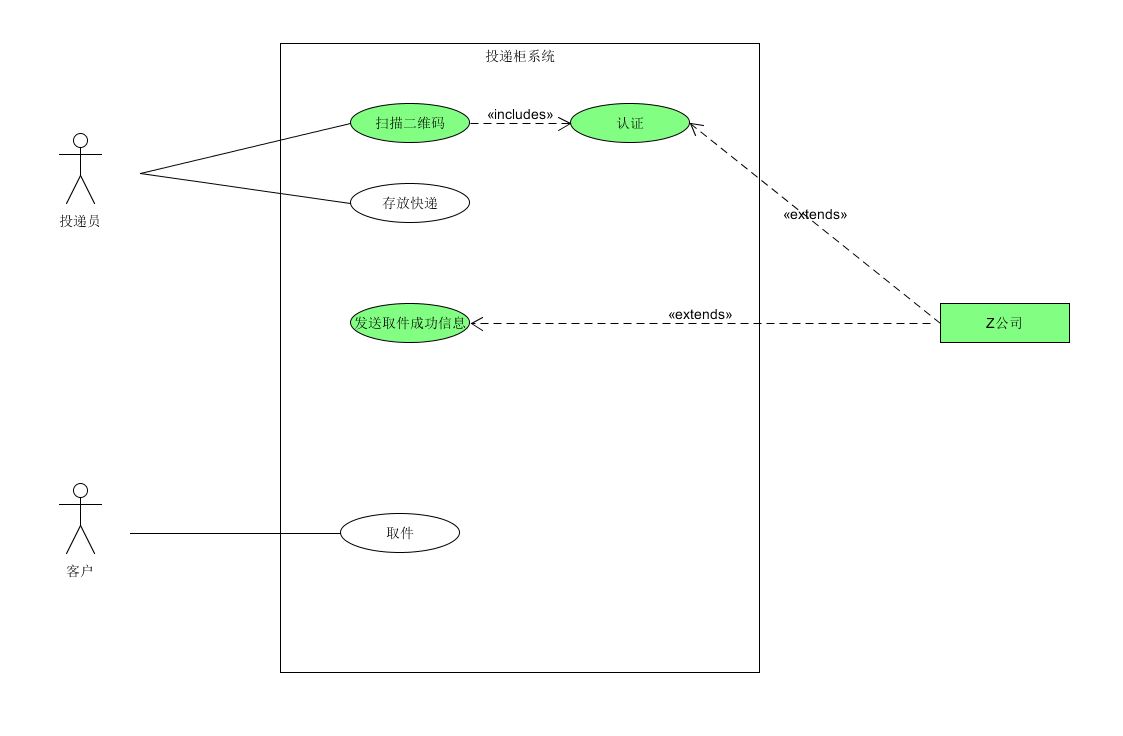 投递柜系统
扫描二维码
«includes»
认证
投递员
存放快递
«extends»
发送取件成功信息
«extends»
Z公司
取件
客户